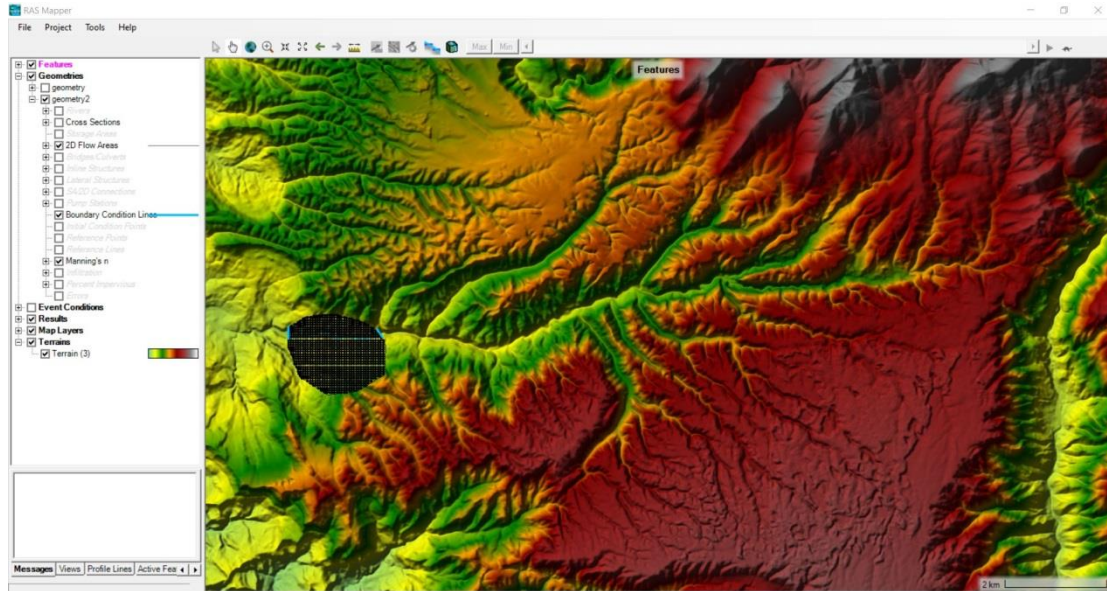 RAS Mapper
File Project Tools Help
Max Min
Features
Features
Geometries
geometry
geometry2
Rivers
Cross Sections
Storage Areas
2D Flow Areas
Bridges/Culverts
Inline Structures
Lateral Structures
SA/2D Connections
Pump Stations
Boundary Condition Lines
Initial Condition Points
Reference Points
Reference Lines
Manning's n
Infiltration
Percent Impervious
Errors
Event Conditions
Results
Map Layers
Terrains
Terrain (3)
Messages Views Profile Lines Active Fea
2 km